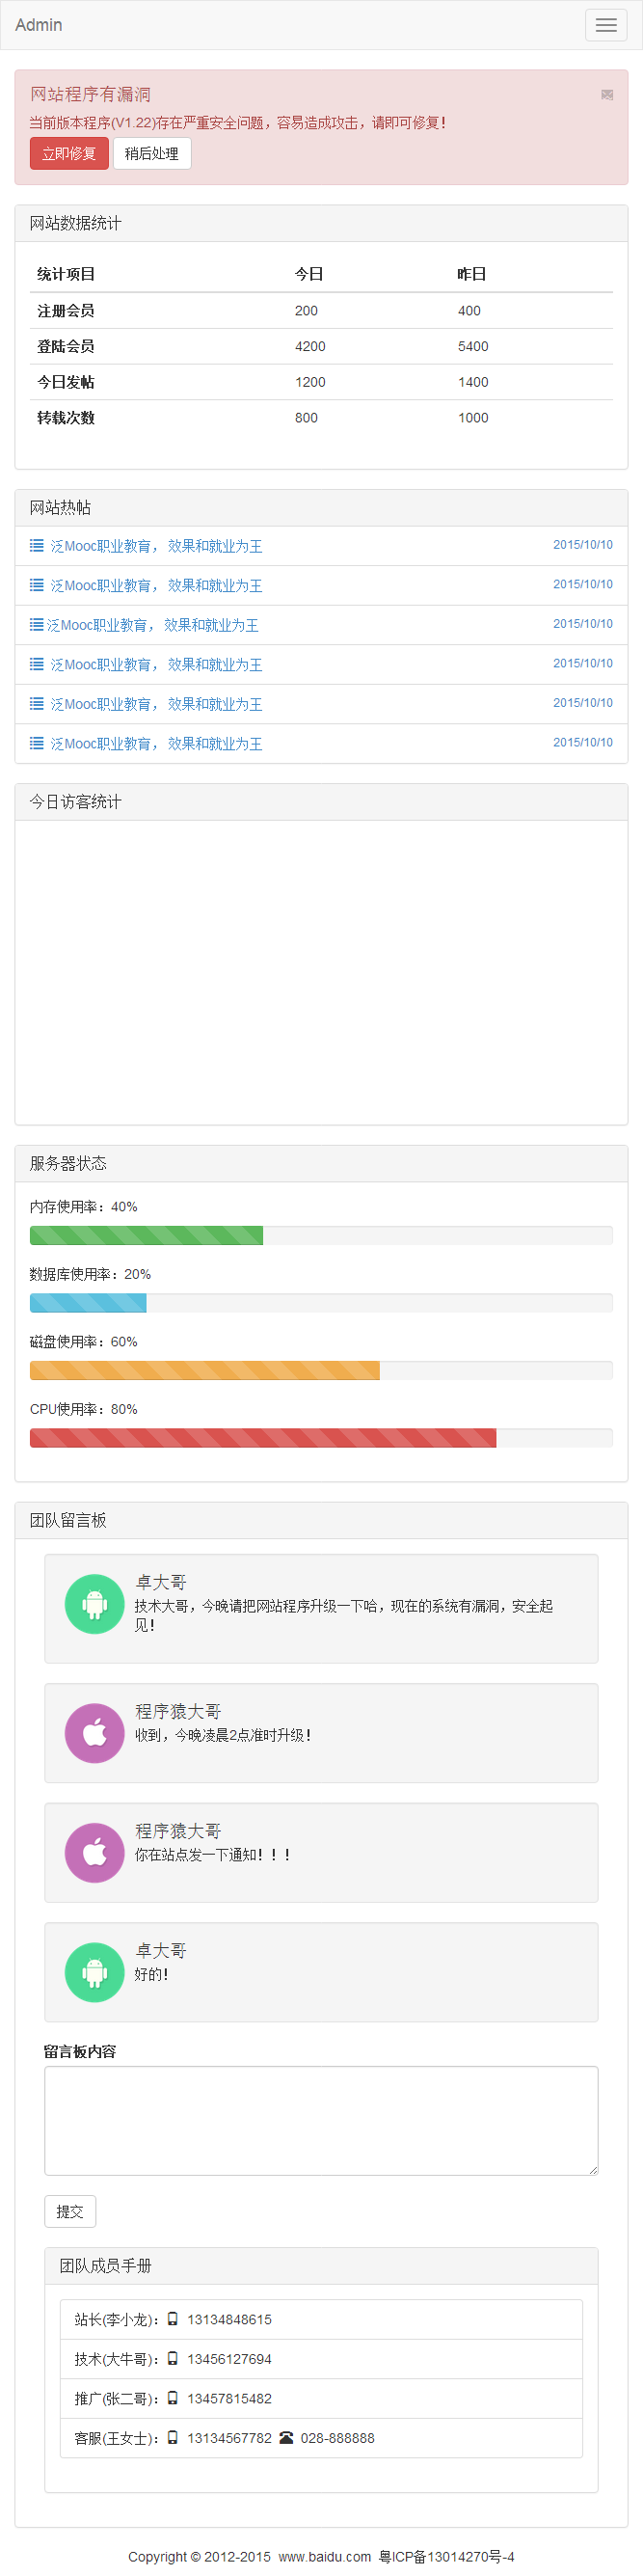 Admin
网站程序有漏洞
当前版本程序(V1.22)存在严重安全问题，容易造成攻击，请即可修复！
立即修复 稍后处理
网站数据统计
统计项目 今日 昨日
注册会员 200 400
登陆会员 4200 5400
今日发帖 1200 1400
转载次数 800 1000
网站热帖
泛Mooc职业教育， 效果和就业为王 2015/10/10
泛Mooc职业教育， 效果和就业为王 2015/10/10
泛Mooc职业教育， 效果和就业为王 2015/10/10
泛Mooc职业教育， 效果和就业为王 2015/10/10
泛Mooc职业教育， 效果和就业为王 2015/10/10
泛Mooc职业教育， 效果和就业为王 2015/10/10
今日访客统计
服务器状态
内存使用率：40%
数据库使用率：20%
磁盘使用率：60%
CPU使用率：80%
团队留言板
卓大哥
技术大哥，今晚请把网站程序升级一下哈，现在的系统有漏洞，安全起
见！
程序猿大哥
收到，今晚凌晨2点准时升级！
程序猿大哥
你在站点发一下通知！！！
卓大哥
好的！
留言板内容
提交
团队成员手册
站长(李小龙)： 13134848615
技术(大牛哥)： 13456127694
推广(张二哥)： 13457815482
客服(王女士)： 13134567782 028-888888
Copyright © 2012-2015 www.baidu.com 粤ICP备13014270号-4